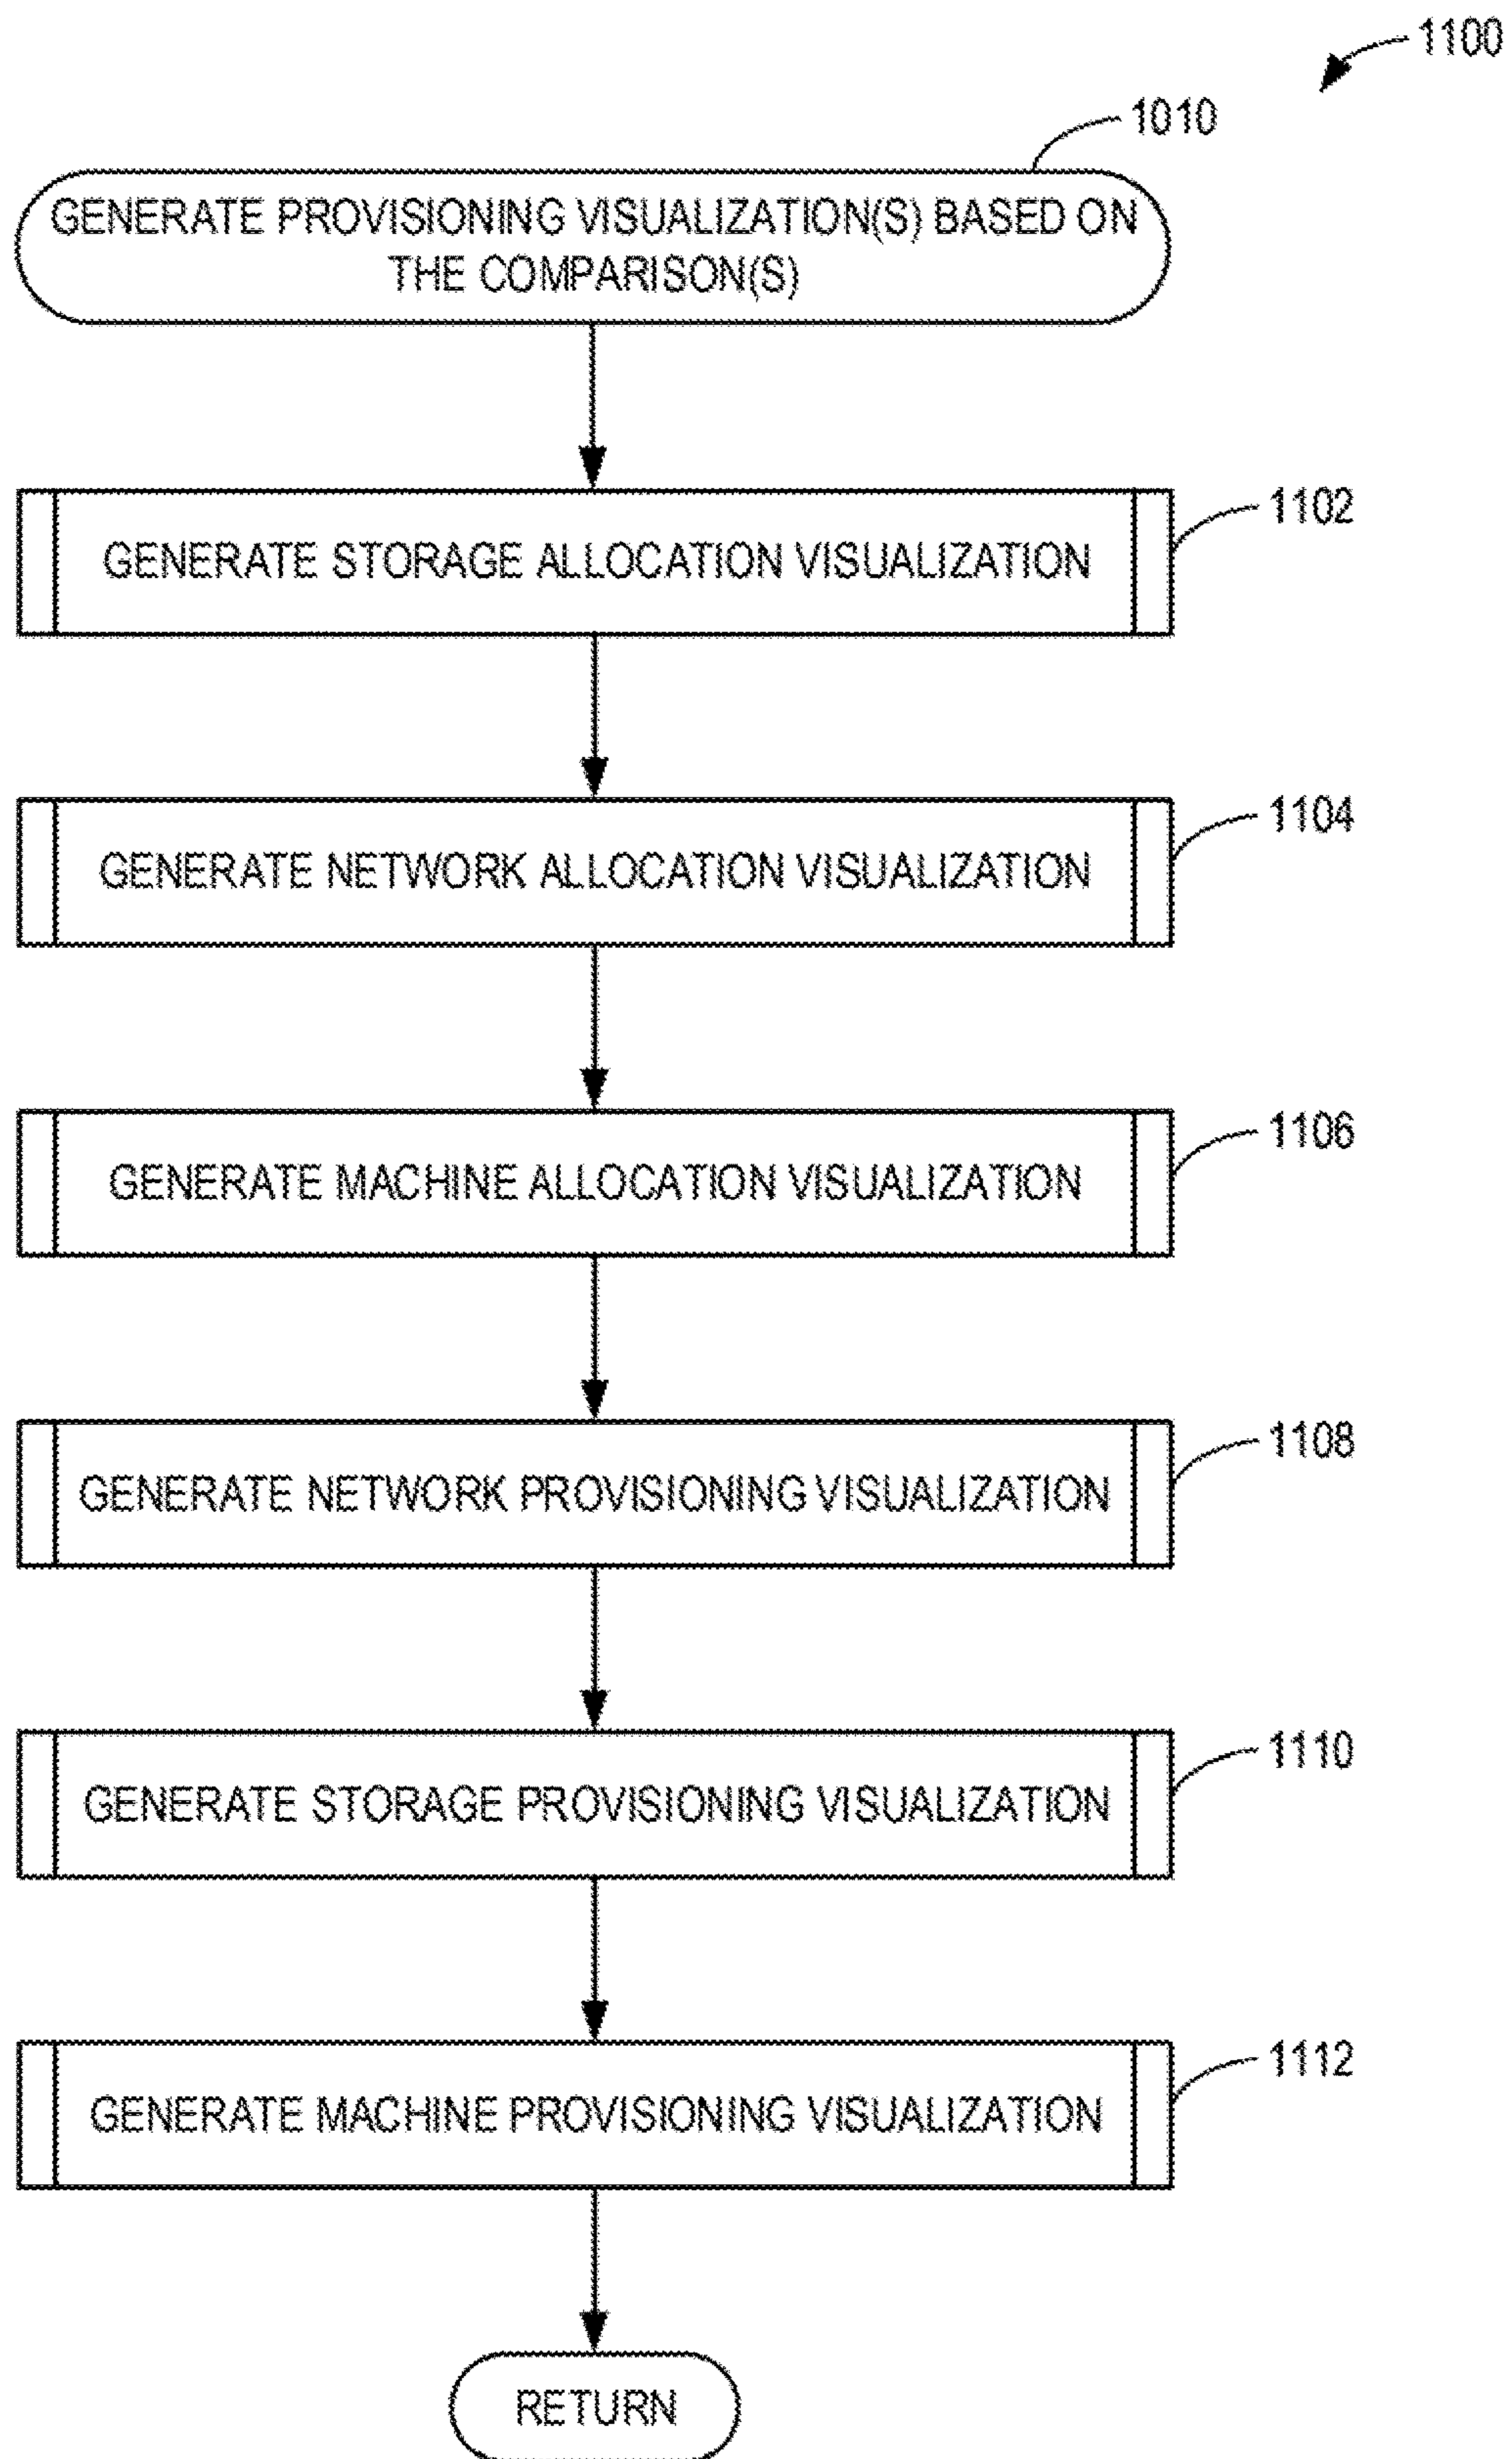 1100
1010
GENERATE PROVISIONING VISUALIZATION(S) BASED ON
THE COMPARISON(S)
1102
GENERATE STORAGE ALLOCATION VISUALIZATION
1104
GENERATE NETWORK ALLOCATION VISUALIZATION
1106
GENERATE MACHINE ALLOCATION VISUALIZATION
1108
GENERATE NETWORK PROVISIONING VISUALIZATION
1110
GENERATE STORAGE PROVISIONING VISUALIZATION
1112
GENERATE MACHINE PROVISIONING VISUALIZATION
RETURN